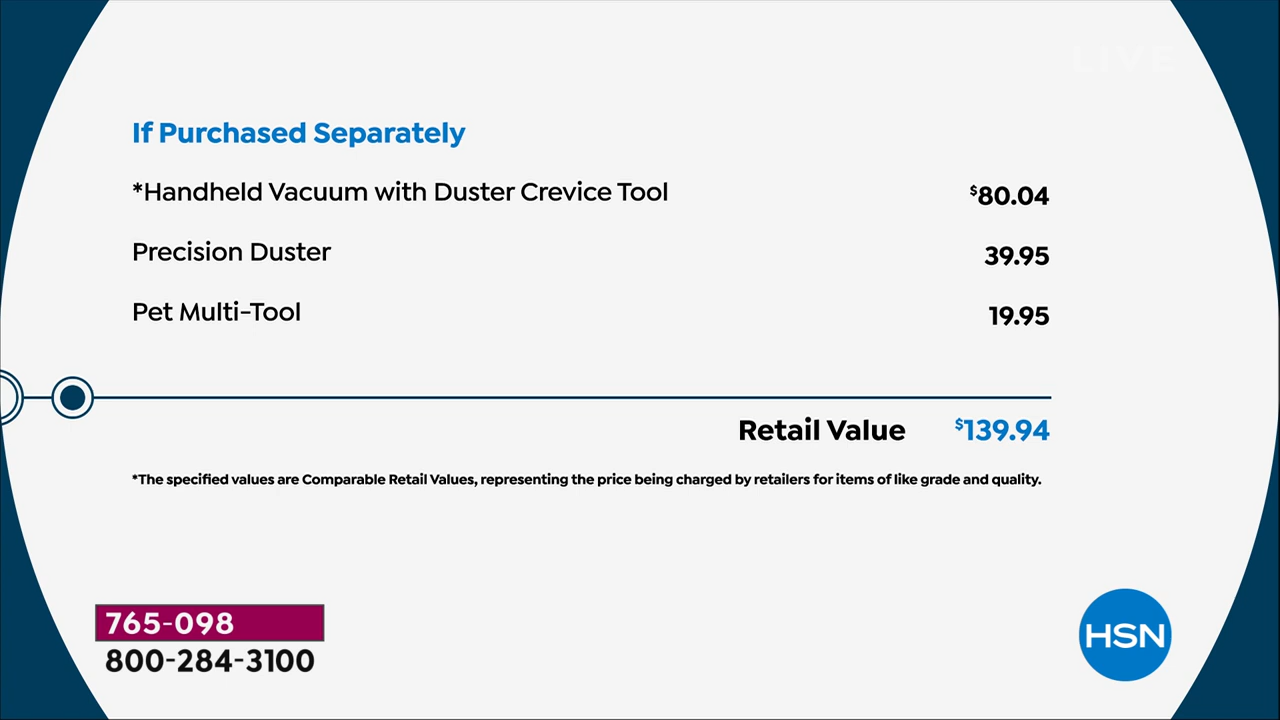 LIVE
If Purchased Separately
*Handheld Vacuum with Duster Crevice Tool $80.04
Precision Duster 39.95
Pet Multi-Tool 19.95
Retail Value $139.94
*The specified values are Comparable Retail Values, representing the price being charged by retailers for items of like grade and quality.
765-098
800-284-3100
HSN